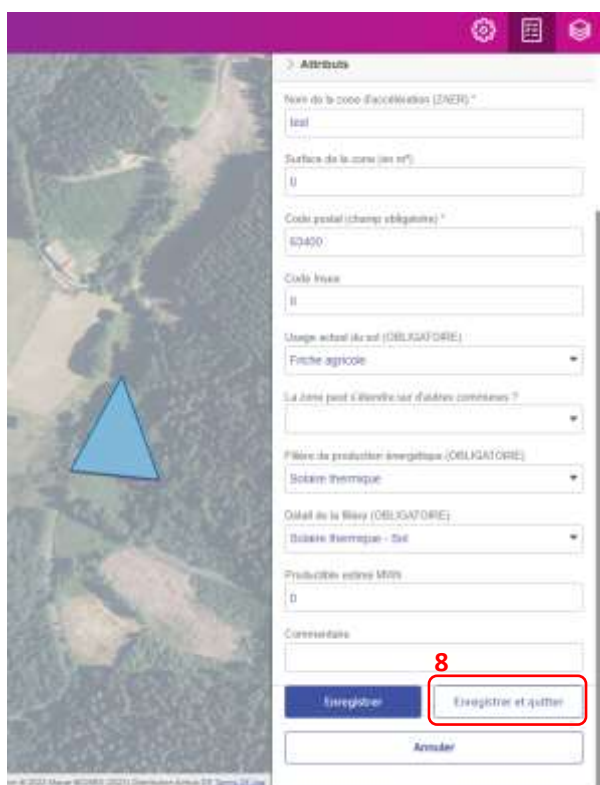 Attributs
Nom de la zone d'accélération (ZAER) *
test
Surface de la zone (en m²)
0
Code postal (champ obligatoire) *
63400
Code Insee
0
Usage actuel du sol (OBLIGATOIRE)
Friche agricole
La zone peut s'étendre sur d'autres communes ?
Filière de production énergétique (OBLIGATOIRE)
Solaire thermique
Détail de la filière (OBLIGATOIRE)
Solaire thermique - Sol
Productible estimé MWh
0
Commentaire
8
Enregistrer
Enregistrer et quitter
Annuler